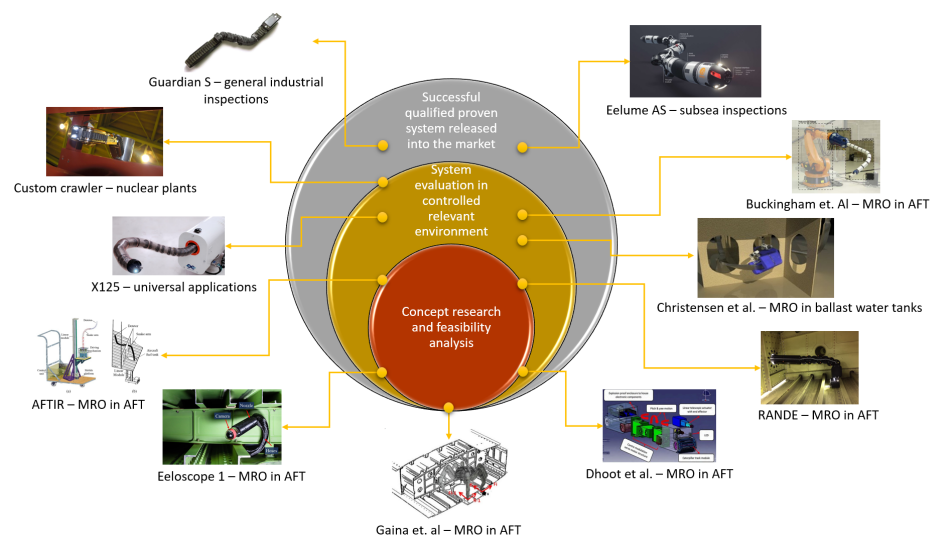 Guardian S – general industrial
inspections
Successful
qualified proven
system released
into the market
Eelume AS – subsea inspections
Custom crawler – nuclear plants
System
evaluation in
controlled
relevant
environment
Buckingham et. Al – MRO in AFT
X125 – universal applications
Christensen et al. – MRO in ballast water tanks
Concept research
and feasibility
analysis
AFTIR – MRO in AFT
RANDE – MRO in AFT
Nozzle
Camera
Eeloscope 1 – MRO in AFT
Dhoot et al. – MRO in AFT
Gaina et. al – MRO in AFT